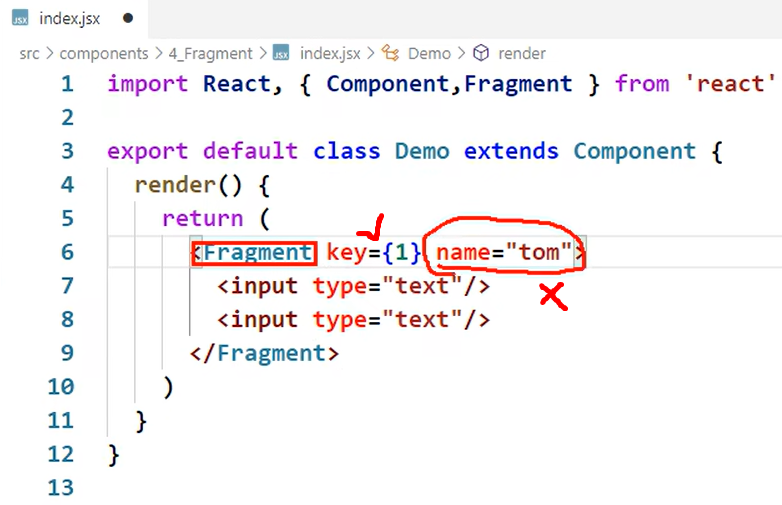 JSX index.jsx ●
src > components > 4_Fragment > JSX index.jsx > Demo > render
1 import React, { Component,Fragment } from 'react'
2
3 export default class Demo extends Component {
4 render() {
5 return (
6 <Fragment key={1} name="tom">
7 <input type="text"/>
8 <input type="text"/>
9 </Fragment>
10 )
11 }
12 }
13